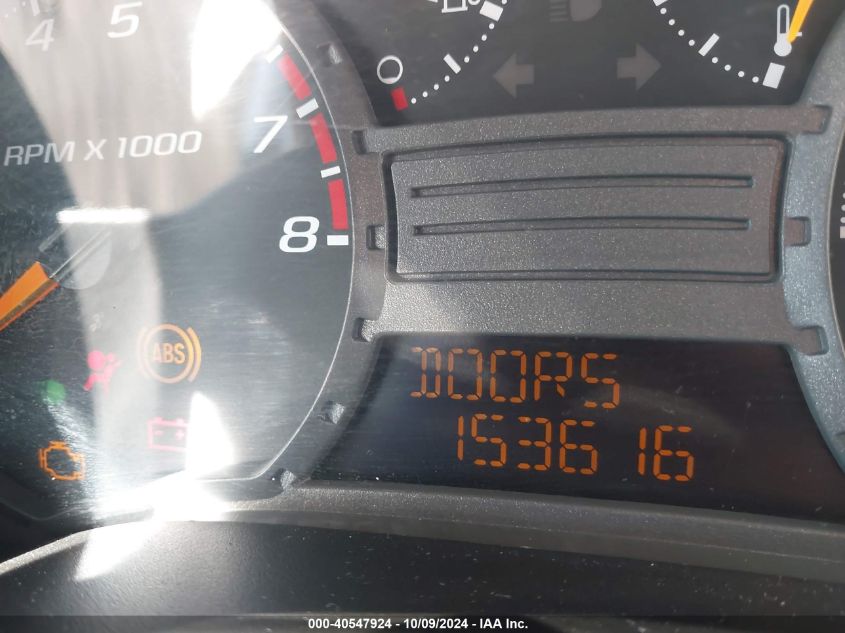 4 5
7
RPM X 1000
8
ABS
DOORS
153616
000-40547924 - 10/09/2024 - IAA Inc.